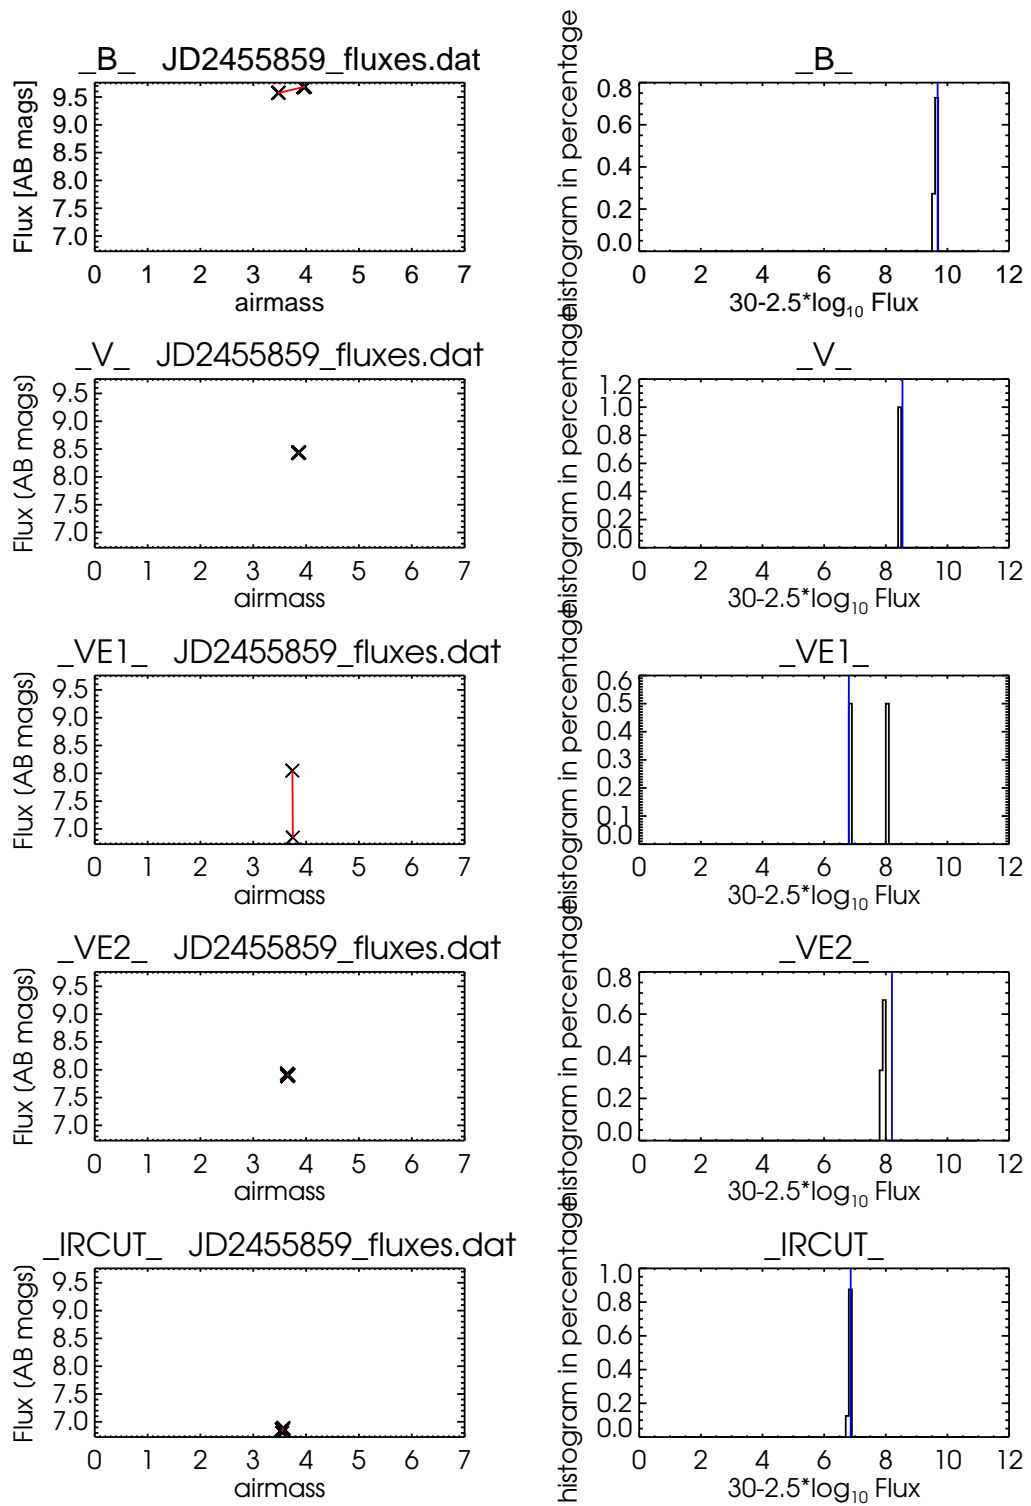 _B_ JD2455859_fluxes.dat
Flux [AB mags]
9.5
9.0
8.5
8.0
7.5
7.0
0 1 2 3 4 5 6 7
airmass
_B_
histogram in percentage
0.8
0.6
0.4
0.2
0.0
0 2 4 6 8 10 12
30-2.5*log₁₀ Flux
_V_ JD2455859_fluxes.dat
Flux (AB mags)
9.5
9.0
8.5
8.0
7.5
7.0
0 1 2 3 4 5 6 7
airmass
_V_
histogram in percentage
1.2
1.0
0.8
0.6
0.4
0.2
0.0
0 2 4 6 8 10 12
30-2.5*log₁₀ Flux
_VE1_ JD2455859_fluxes.dat
Flux (AB mags)
9.5
9.0
8.5
8.0
7.5
7.0
0 1 2 3 4 5 6 7
airmass
_VE1_
histogram in percentage
0.6
0.5
0.4
0.3
0.2
0.1
0.0
0 2 4 6 8 10 12
30-2.5*log₁₀ Flux
_VE2_ JD2455859_fluxes.dat
Flux (AB mags)
9.5
9.0
8.5
8.0
7.5
7.0
0 1 2 3 4 5 6 7
airmass
_VE2_
histogram in percentage
0.8
0.6
0.4
0.2
0.0
0 2 4 6 8 10 12
30-2.5*log₁₀ Flux
_IRCUT_ JD2455859_fluxes.dat
Flux (AB mags)
9.5
9.0
8.5
8.0
7.5
7.0
0 1 2 3 4 5 6 7
airmass
_IRCUT_
histogram in percentage
1.0
0.8
0.6
0.4
0.2
0.0
0 2 4 6 8 10 12
30-2.5*log₁₀ Flux